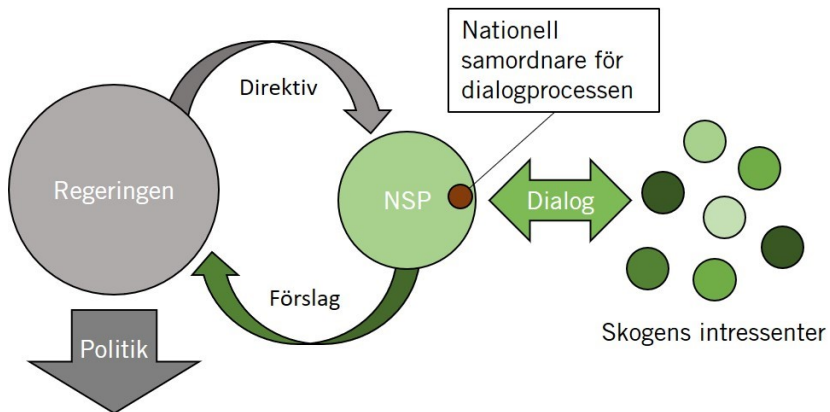 Nationell
samordnare för
dialogprocessen
Direktiv
Regeringen
NSP
Dialog
Förslag
Skogens intressenter
Politik